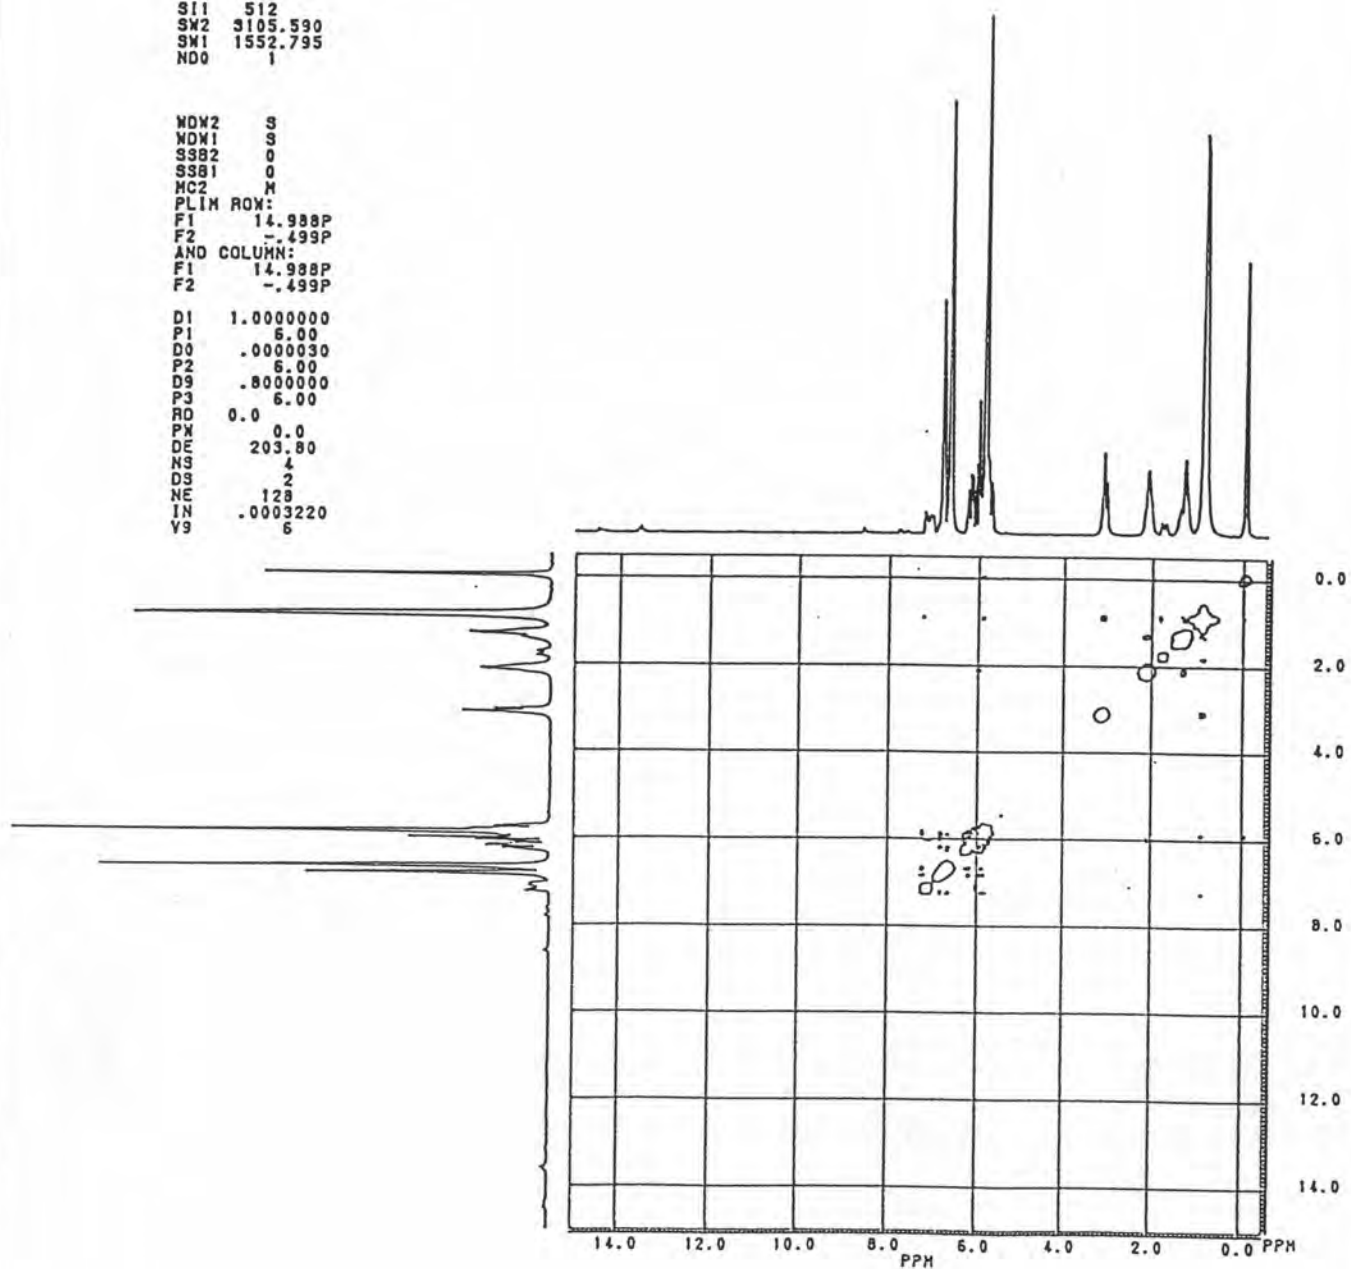 SI1 512
SW2 3105.590
SW1 1552.795
ND0 1
WDW2 S
WDW1 S
SSB2 0
SSB1 0
MC2 M
PLIM ROW:
F1 14.988P
F2 -.499P
AND COLUMN:
F1 14.988P
F2 -.499P
D1 1.0000000
P1 6.00
D0 .0000030
P2 6.00
D9 .8000000
P3 6.00
RD 0.0
PW 0.0
DE 203.80
NS 4
DS 2
NE 128
IN .0003220
V9 6
0.0
2.0
4.0
6.0
8.0
10.0
12.0
14.0
14.0 12.0 10.0 8.0 6.0 4.0 2.0 0.0 PPM
PPM